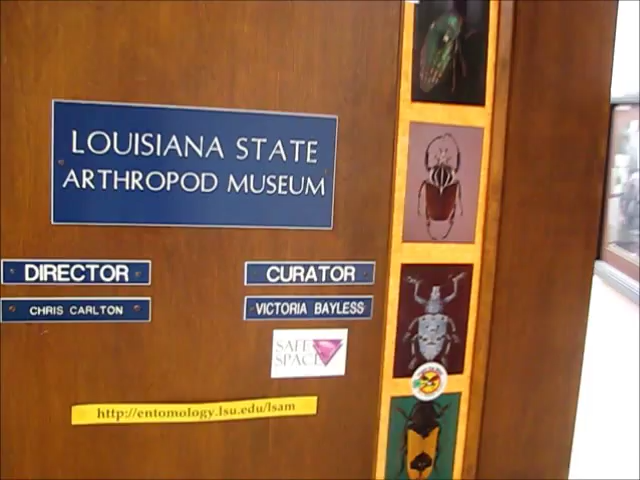 LOUISIANA STATE
ARTHROPOD MUSEUM
DIRECTOR
CHRIS CARLTON
CURATOR
VICTORIA BAYLESS
SAFE
SPACE
http://entomology.lsu.edu/lsam